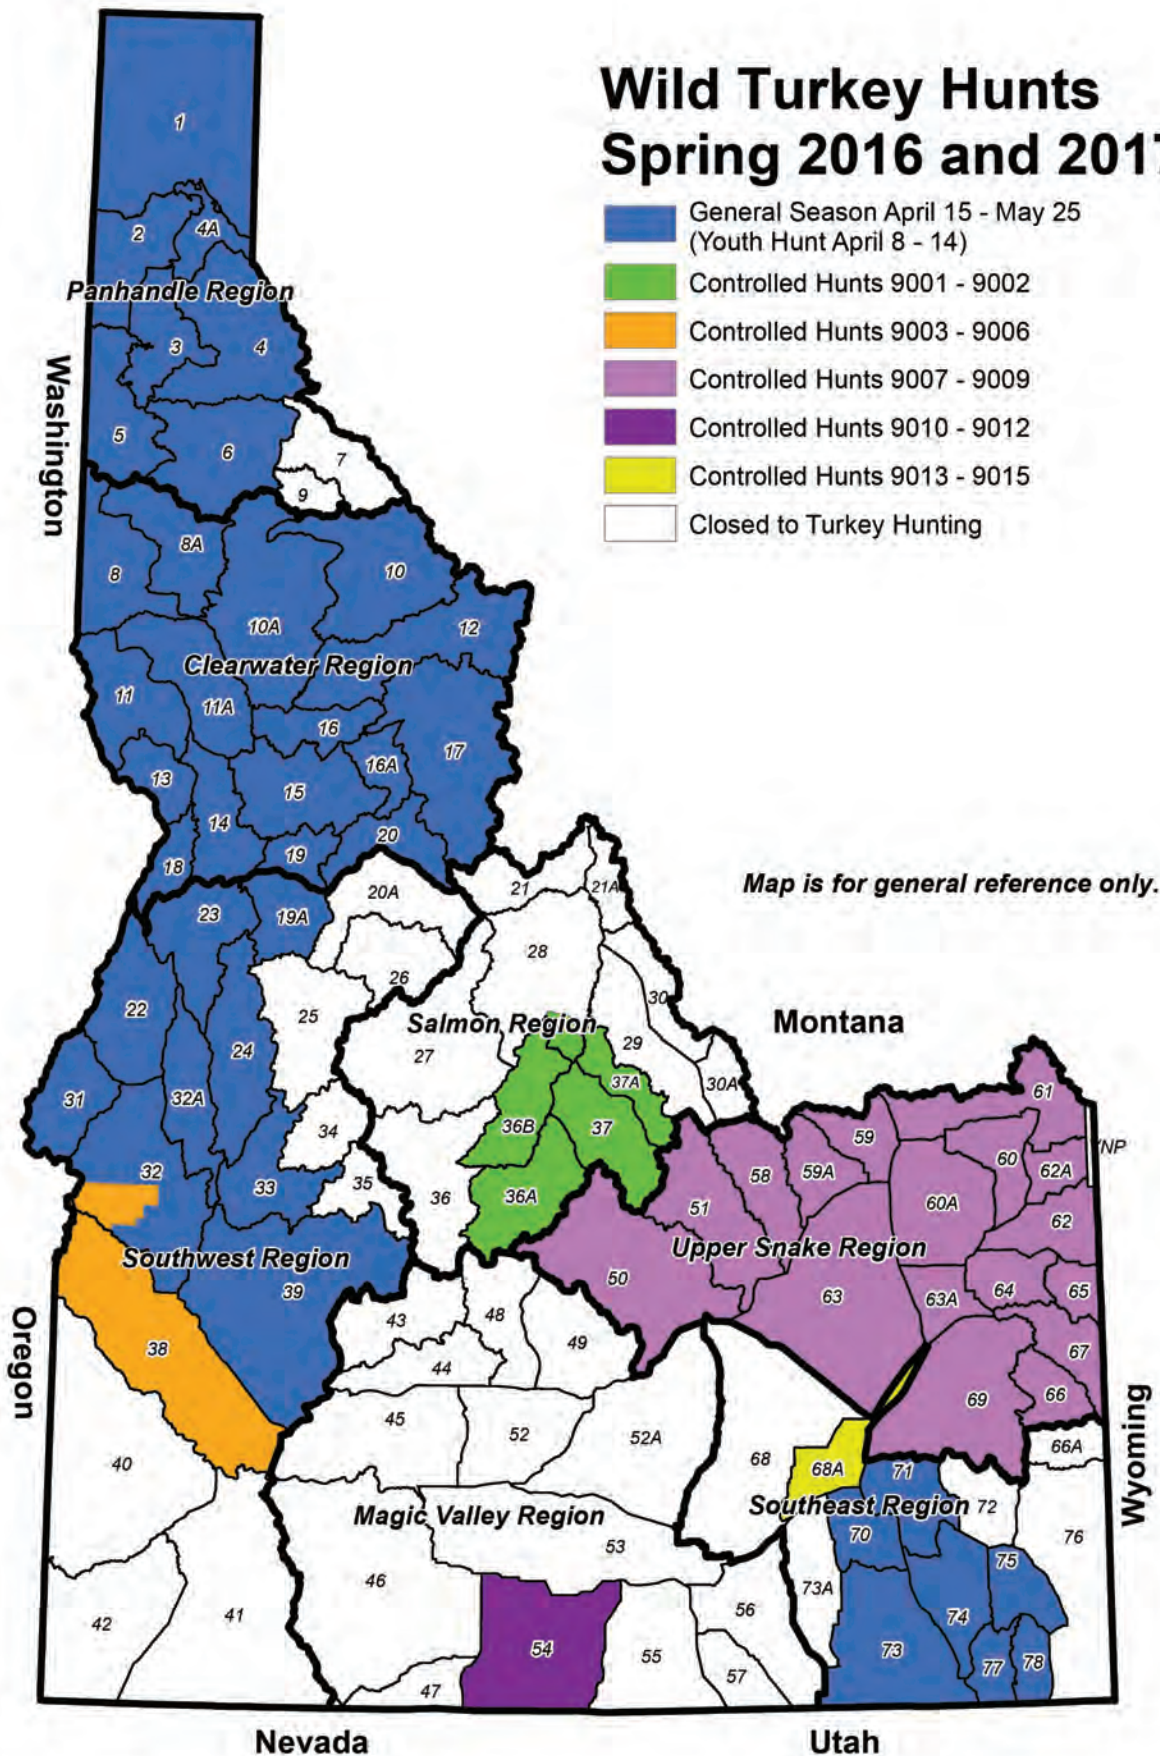 Wild Turkey Hunts
Spring 2016 and 2017
General Season April 15 - May 25
(Youth Hunt April 8 - 14)
Controlled Hunts 9001 - 9002
Controlled Hunts 9003 - 9006
Controlled Hunts 9007 - 9009
Controlled Hunts 9010 - 9012
Controlled Hunts 9013 - 9015
Closed to Turkey Hunting
1
2
4A
Panhandle Region
3
4
Washington
5
6
7
9
8A
8
10
10A
12
Clearwater Region
11
11A
16
17
16A
13
15
14
20
19
18
Map is for general reference only.
21
21A
20A
23
19A
28
26
30
22
25
Salmon Region
Montana
24
27
29
37A
30A
31
32A
61
36B
37
34
59
NP
60
62A
32
33
35
36
36A
58
59A
51
60A
62
Southwest Region
Upper Snake Region
50
39
63
63A
64
65
43
48
49
Oregon
38
44
67
66
69
45
52
52A
66A
40
68
68A
71
Wyoming
Southeast Region
72
Magic Valley Region
70
76
53
75
46
73A
56
74
42
41
54
55
73
77
78
47
57
Nevada
Utah